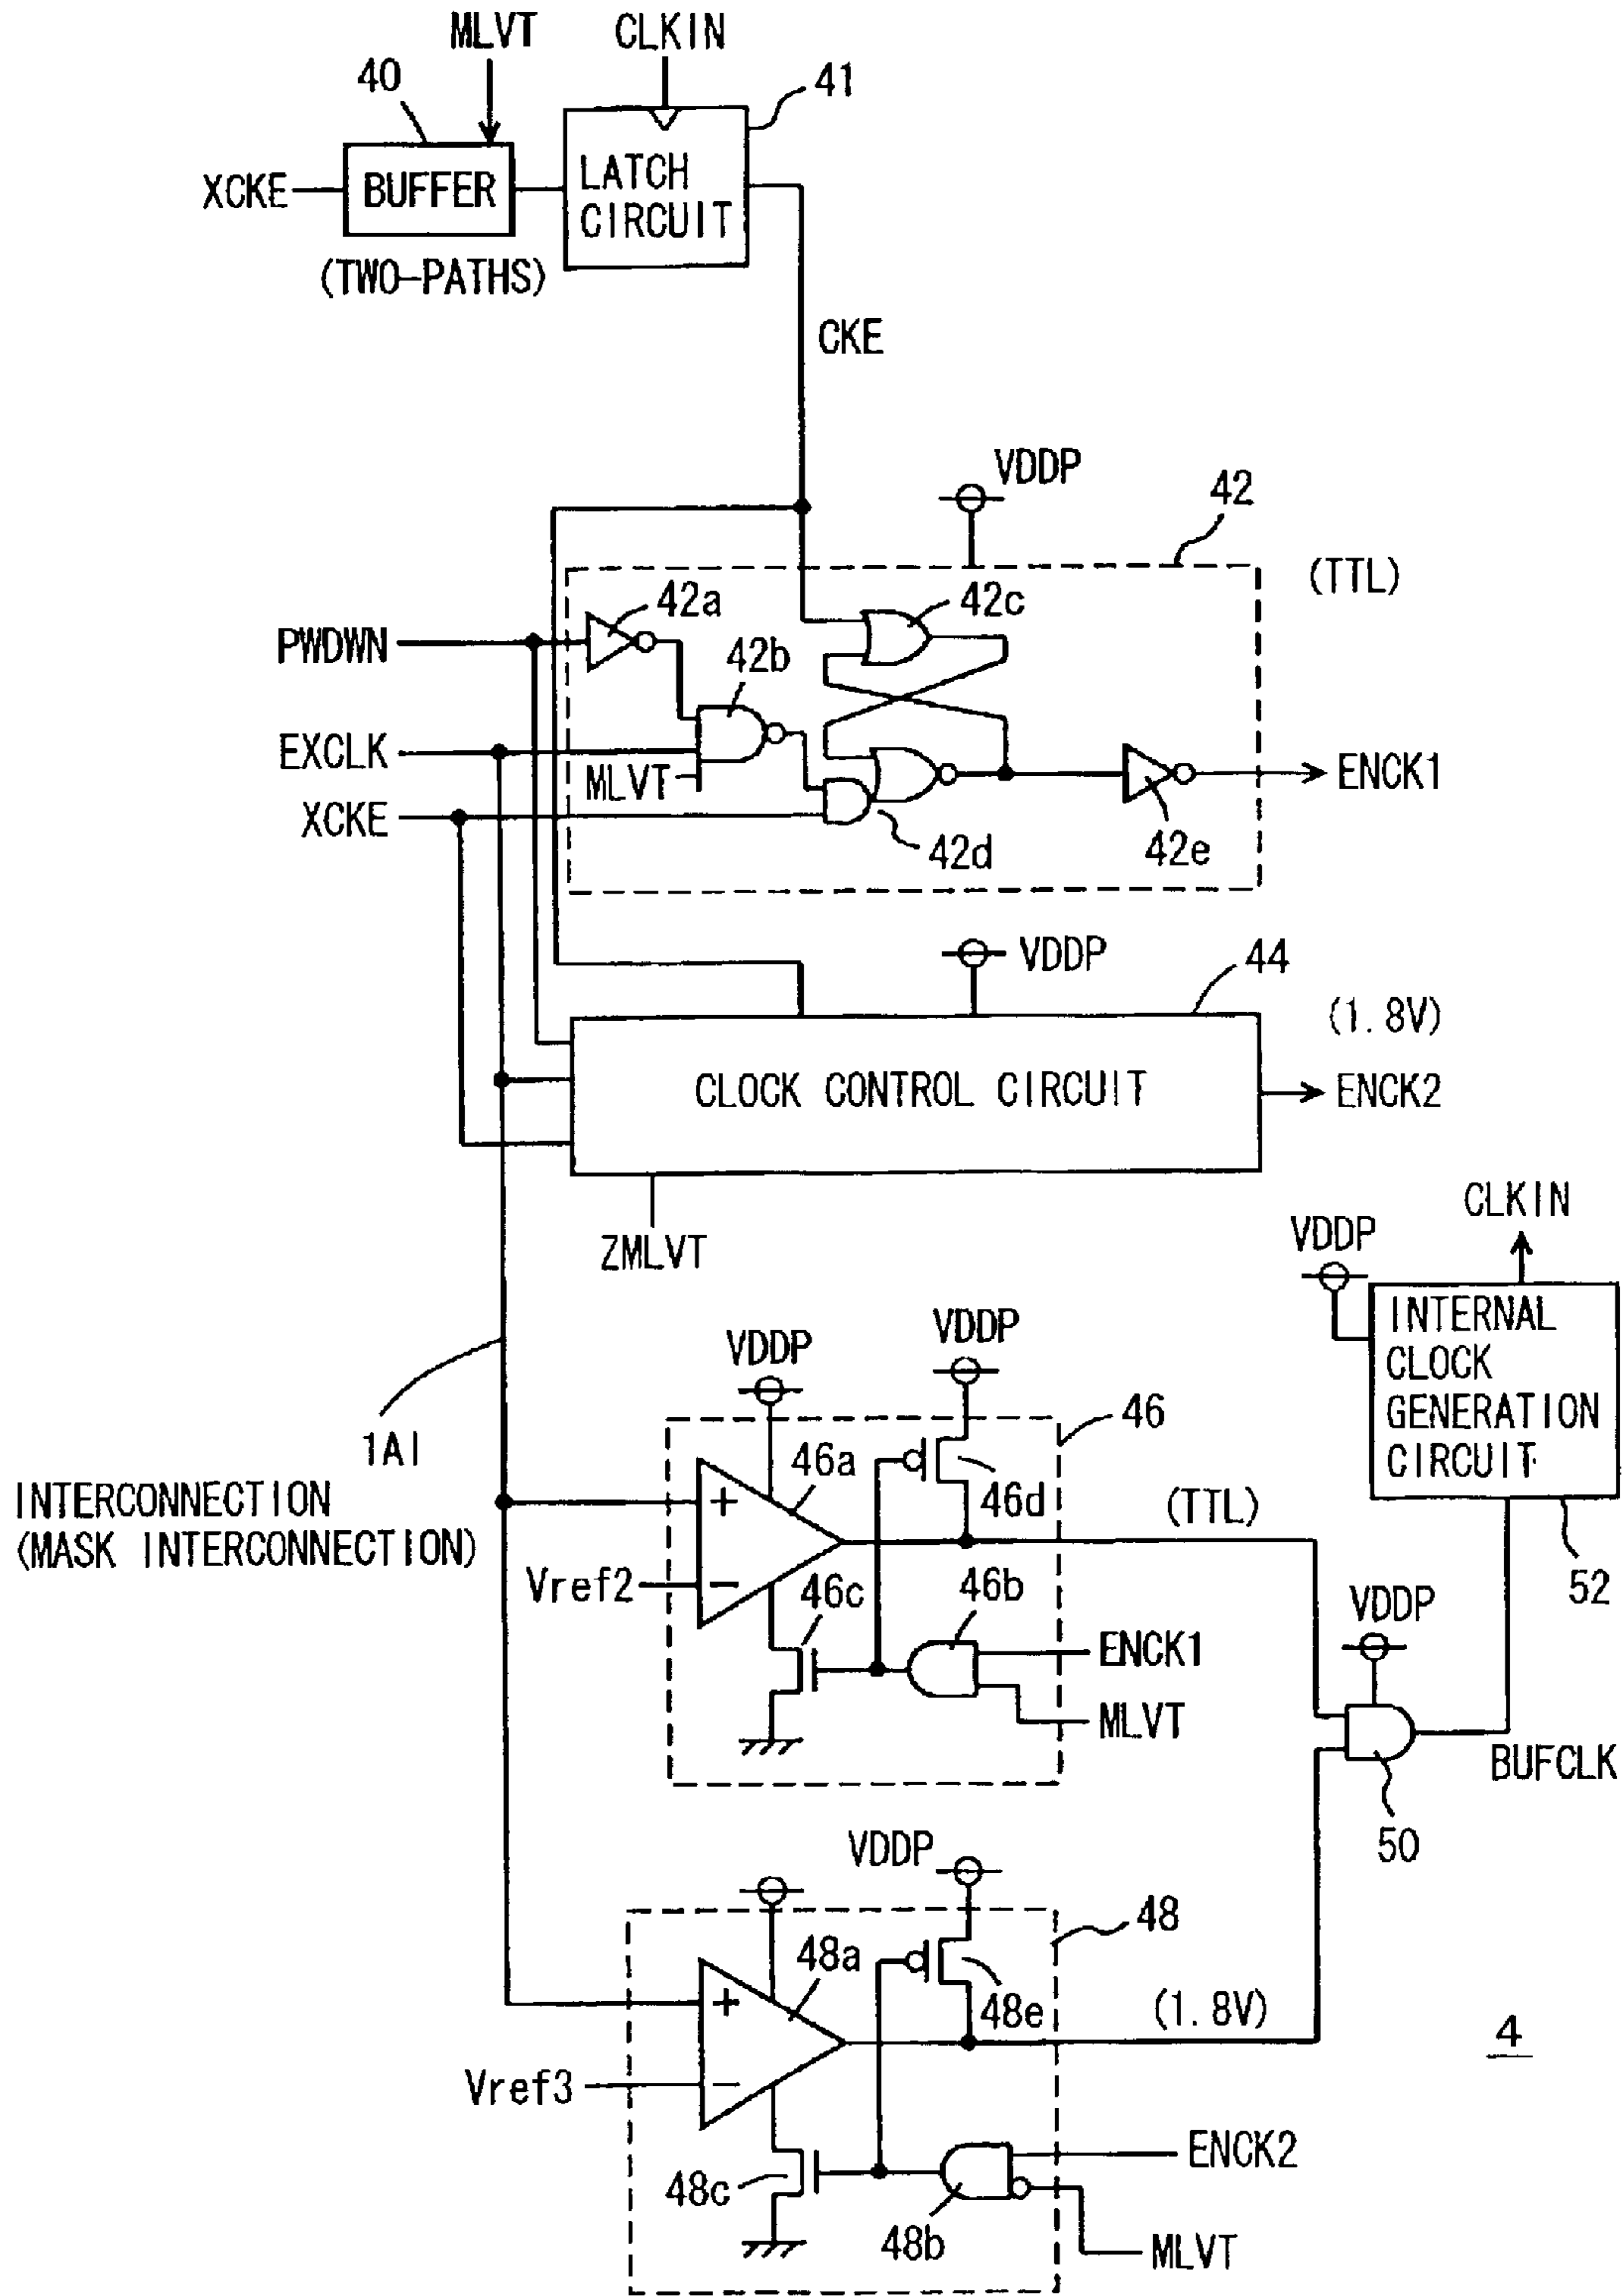 MLVT
CLKIN
40
41
XCKE
BUFFER
LATCH
CIRCUIT
(TWO-PATHS)
CKE
VDDP
42
(TTL)
42a
42c
PWDWN
42b
EXCLK
MLVT
ENCK1
XCKE
42d
42e
VDDP
44
(1.8V)
CLOCK CONTROL CIRCUIT
ENCK2
ZMLVT
CLKIN
VDDP
INTERNAL
CLOCK
GENERATION
CIRCUIT
VDDP
VDDP
46
1AI
46a
46d
INTERCONNECTION
(MASK INTERCONNECTION)
+
(TTL)
52
Vref2
−
46c
46b
VDDP
ENCK1
MLVT
BUFCLK
50
VDDP
48
48a
+
48e
(1.8V)
4
Vref3
−
ENCK2
48c
48b
MLVT